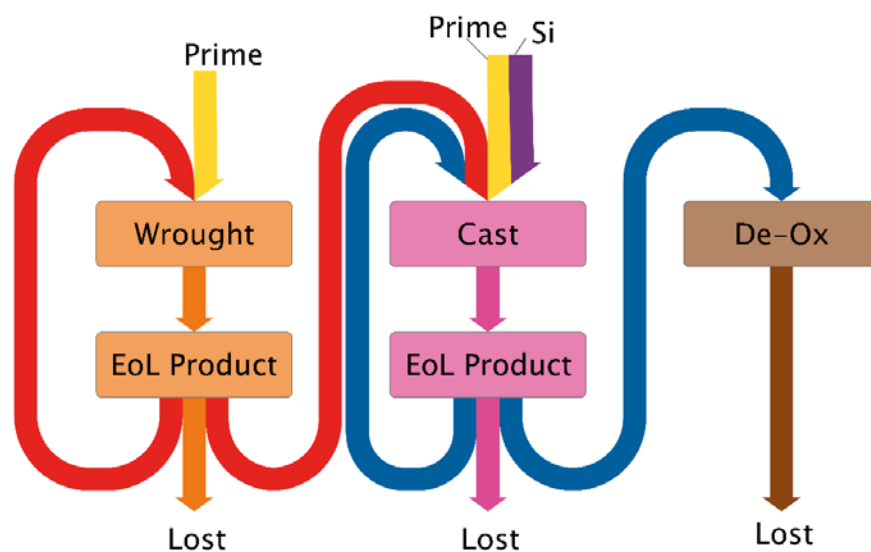 Prime
Prime
Si
Wrought
Cast
De-Ox
EoL Product
EoL Product
Lost
Lost
Lost